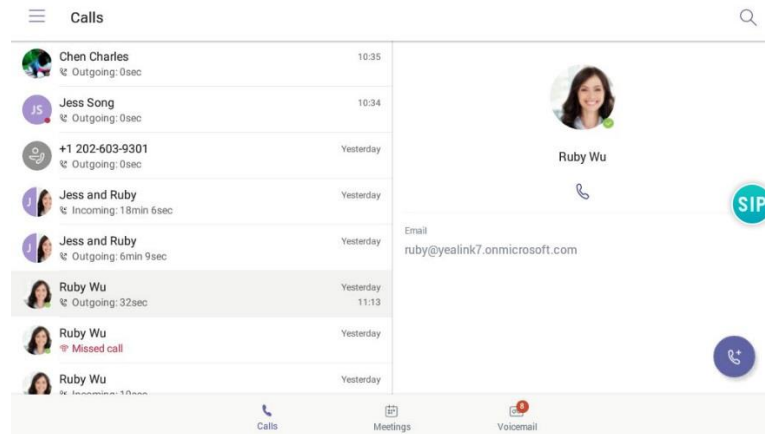 Calls
Chen Charles
10:35
Outgoing: 0sec
JS
Jess Song
10:34
Outgoing: 0sec
+1 202-603-9301
Yesterday
Outgoing: 0sec
J
Jess and Ruby
Yesterday
Incoming: 18min 6sec
J
Jess and Ruby
Yesterday
Outgoing: 6min 9sec
Ruby Wu
Yesterday
Outgoing: 32sec
11:13
Ruby Wu
Yesterday
Missed call
Ruby Wu
Yesterday
Ruby Wu
SIP
Email
ruby@yealink7.onmicrosoft.com
Calls
Meetings
8
Voicemail